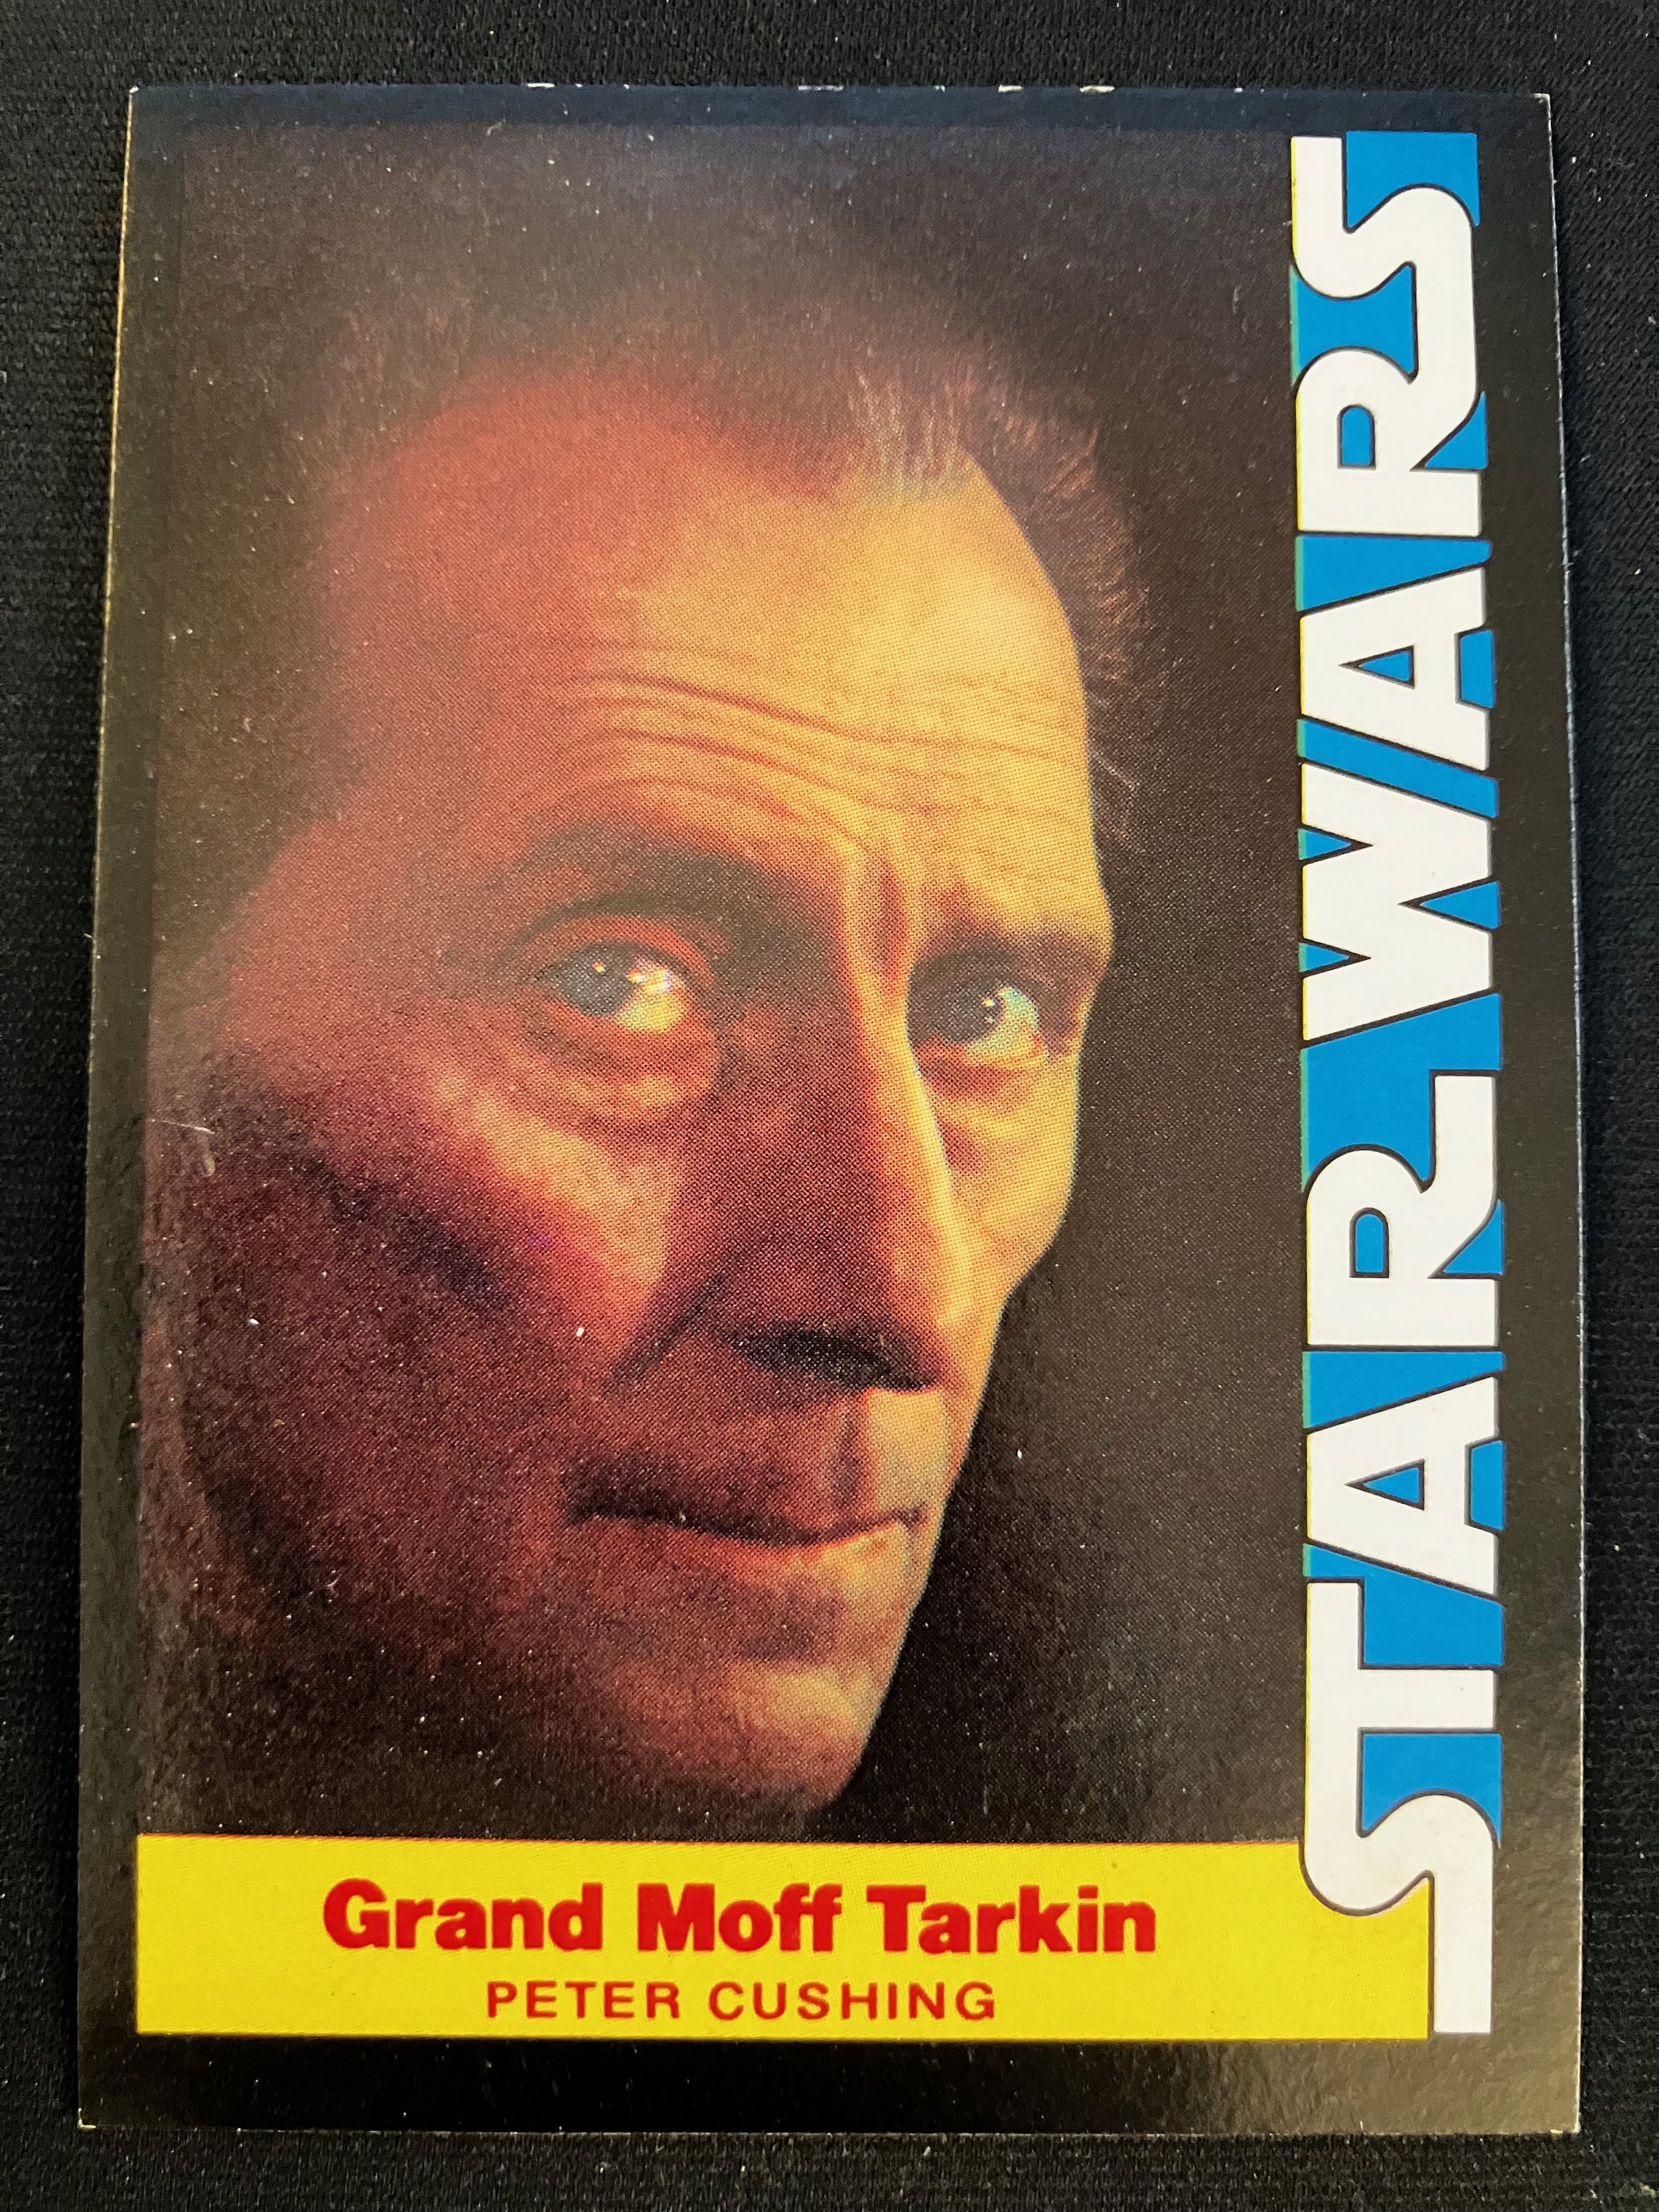 STAR WARS
Grand Moff Tarkin
PETER CUSHING